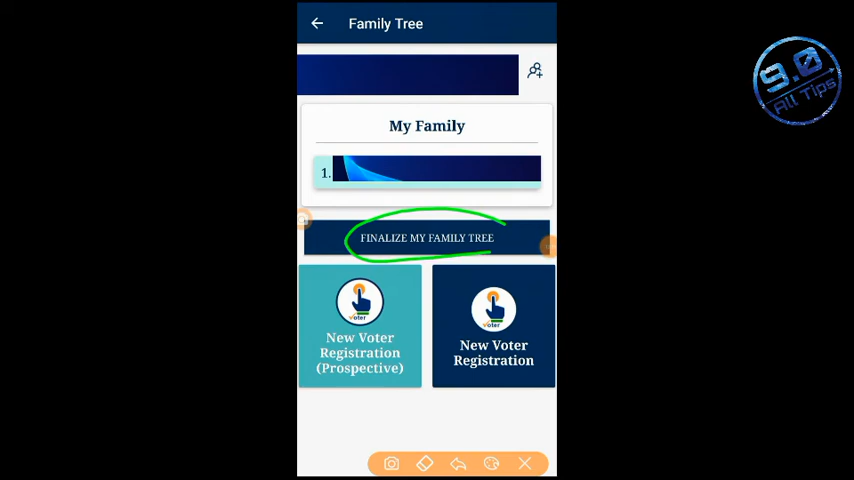 Family Tree
My Family
1.
FINALIZE MY FAMILY TREE
Voter
New Voter
Registration
(Prospective)
Voter
New Voter
Registration
9.0
All Tips